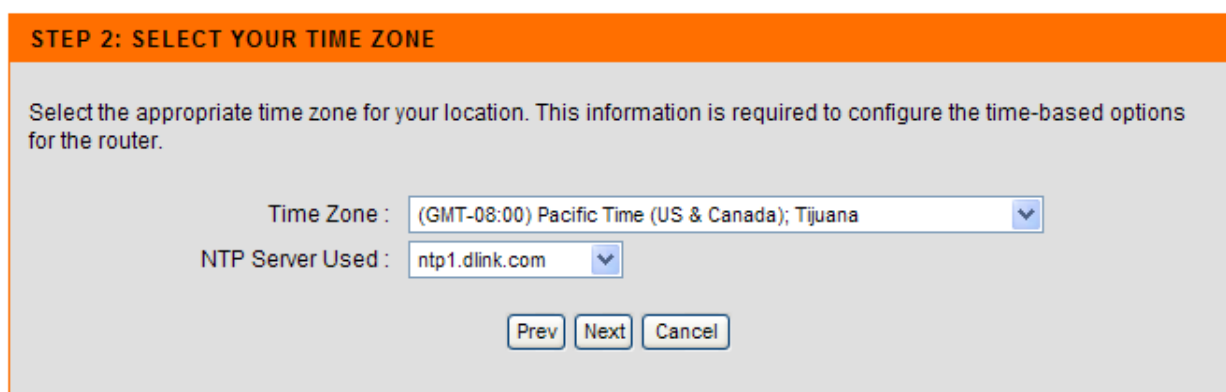 STEP 2: SELECT YOUR TIME ZONE
Select the appropriate time zone for your location. This information is required to configure the time-based options
for the router.
Time Zone : (GMT-08:00) Pacific Time (US & Canada); Tijuana
NTP Server Used : ntp1.dlink.com
Prev Next Cancel